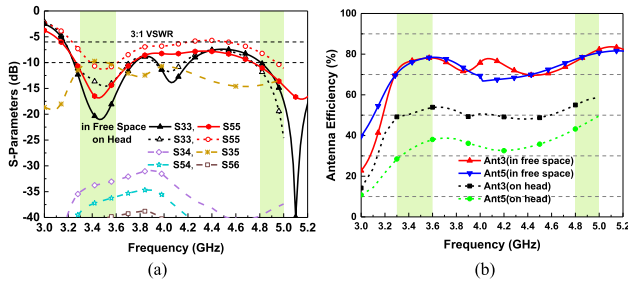 S-Parameters (dB)
0
-5
-10
-15
-20
-25
-30
-35
-40
3:1 VSWR
in Free Space S33, S55
on Head S33, S55
S34, S35
S54, S56
3.0 3.2 3.4 3.6 3.8 4.0 4.2 4.4 4.6 4.8 5.0 5.2
Frequency (GHz)
(a)
Antenna Efficiency (%)
100
80
60
40
20
0
Ant3(in free space)
Ant5(in free space)
Ant3(on head)
Ant5(on head)
3.0 3.2 3.4 3.6 3.8 4.0 4.2 4.4 4.6 4.8 5.0 5.2
Frequency (GHz)
(b)